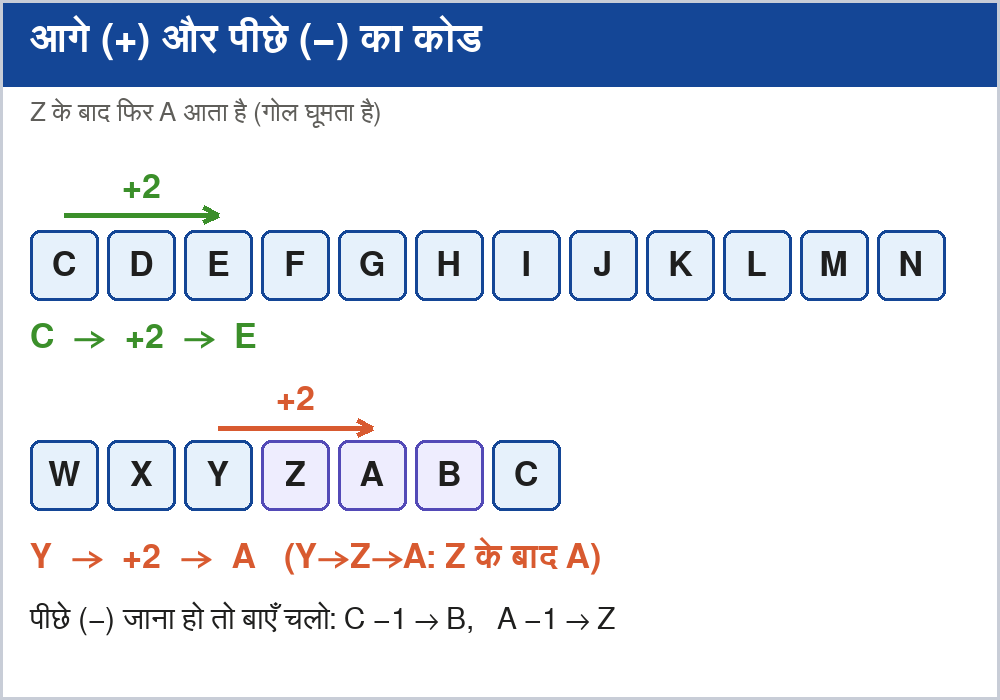 आगे (+) और पीछे (−) का कोड
Z के बाद फिर A आता है (गोल घूमता है)
+2
C D E F G H I J K L M N
C → +2 → E
+2
W X Y Z A B C
Y → +2 → A (Y→Z→A: Z के बाद A)
पीछे (−) जाना हो तो बाएँ चलो: C −1 → B, A −1 → Z